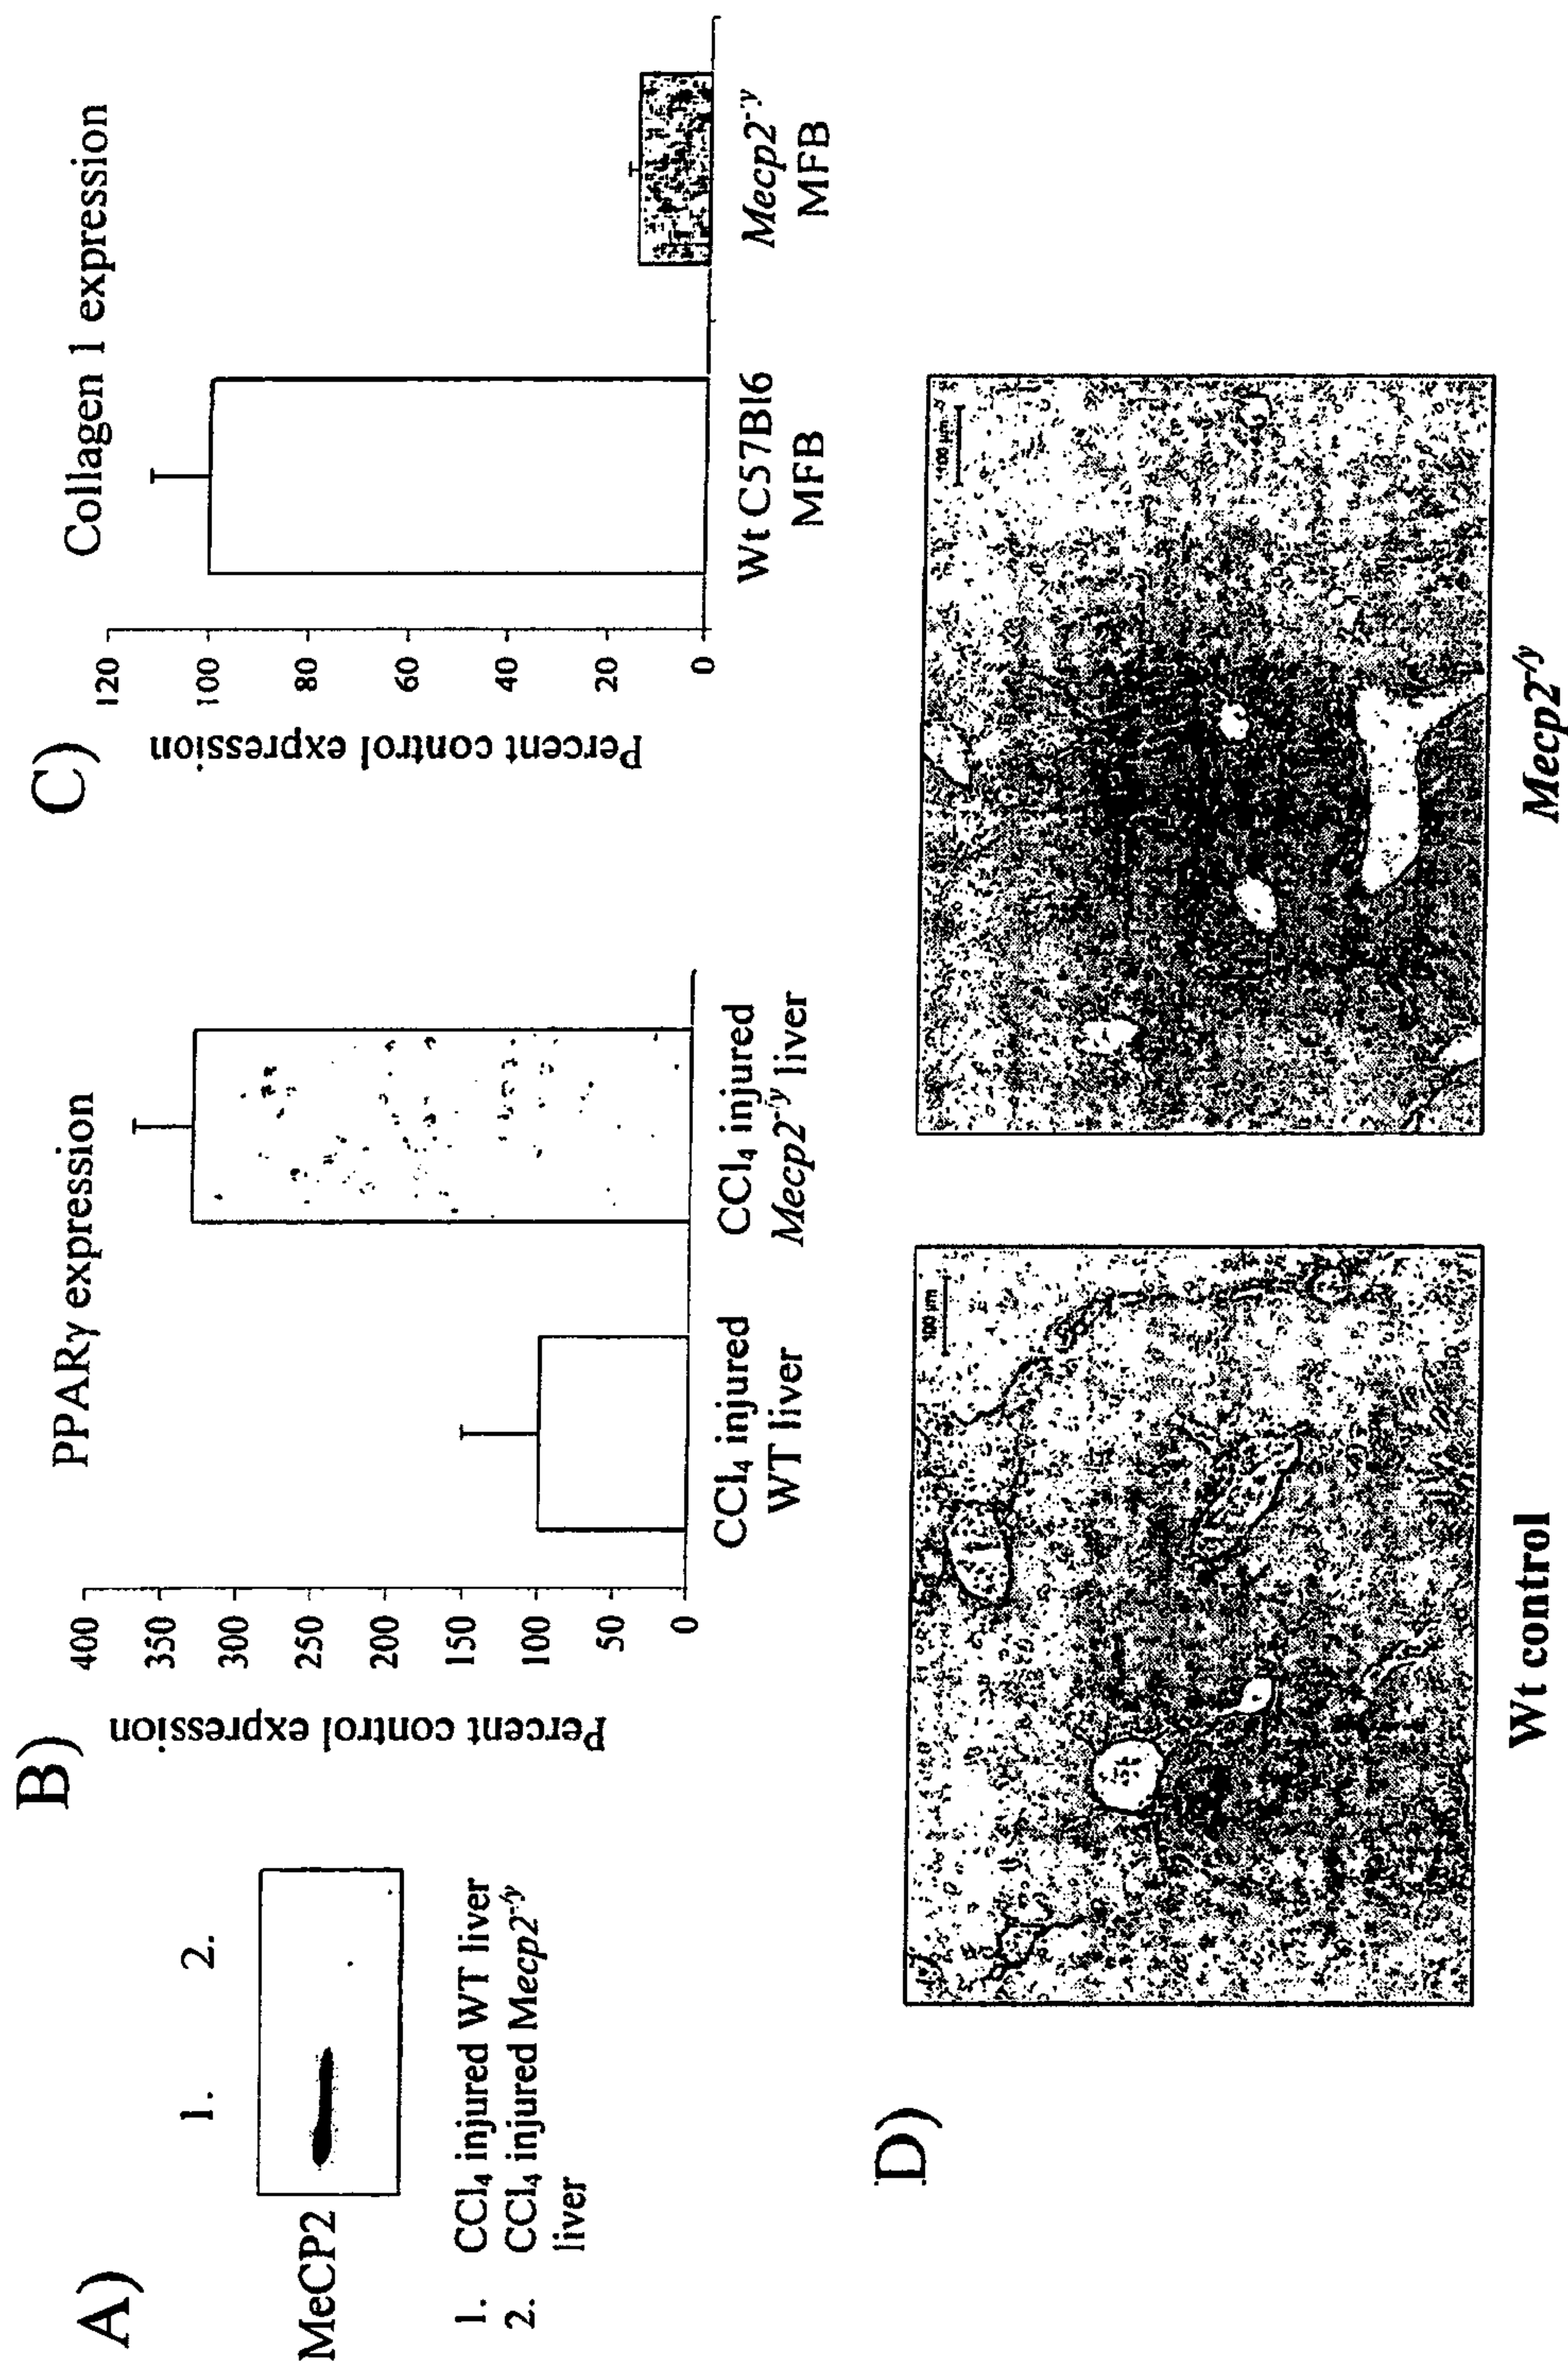 A)
1. 2.
MeCP2
1. CCl₄ injured WT liver
2. CCl₄ injured Mecp2⁻/y
liver
B)
PPARγ expression
Percent control expression
400
350
300
250
200
150
100
50
0
CCl₄ injured
WT liver
CCl₄ injured
Mecp2⁻/y liver
C)
Collagen 1 expression
Percent control expression
120
100
80
60
40
20
0
Wt C57Bl6
MFB
Mecp2⁻/y
MFB
D)
100 µm
Wt control
100 µm
Mecp2⁻/y